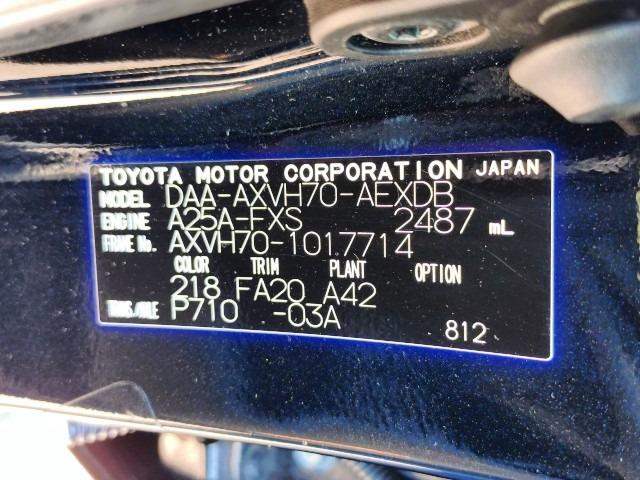 TOYOTA MOTOR CORPORATION JAPAN
MODEL DAA-AXVH70-AEXDB
ENGINE A25A-FXS 2487 mL
FRAME No. AXVH70-1017714
COLOR TRIM PLANT OPTION
218 FA20 A42
TRANS/AXLE P710 -03A
812